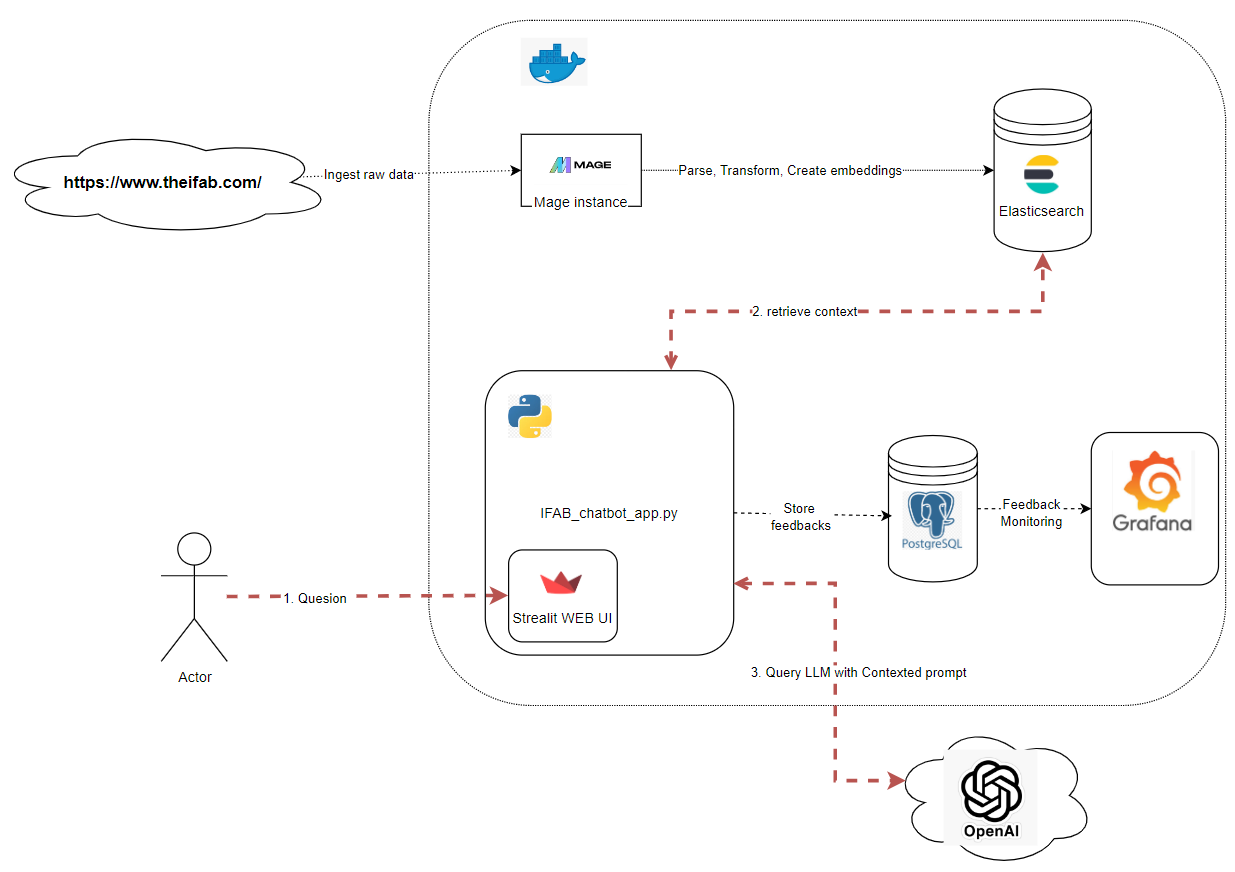 https://www.theifab.com/
Ingest raw data
MAGE
Mage instance
Parse, Transform, Create embeddings
Elasticsearch
2. retrieve context
IFAB_chatbot_app.py
Store
feedbacks
PostgreSQL
Feedback
Monitoring
Grafana
1. Quesion
Strealit WEB UI
Actor
3. Query LLM with Contexted prompt
OpenAI